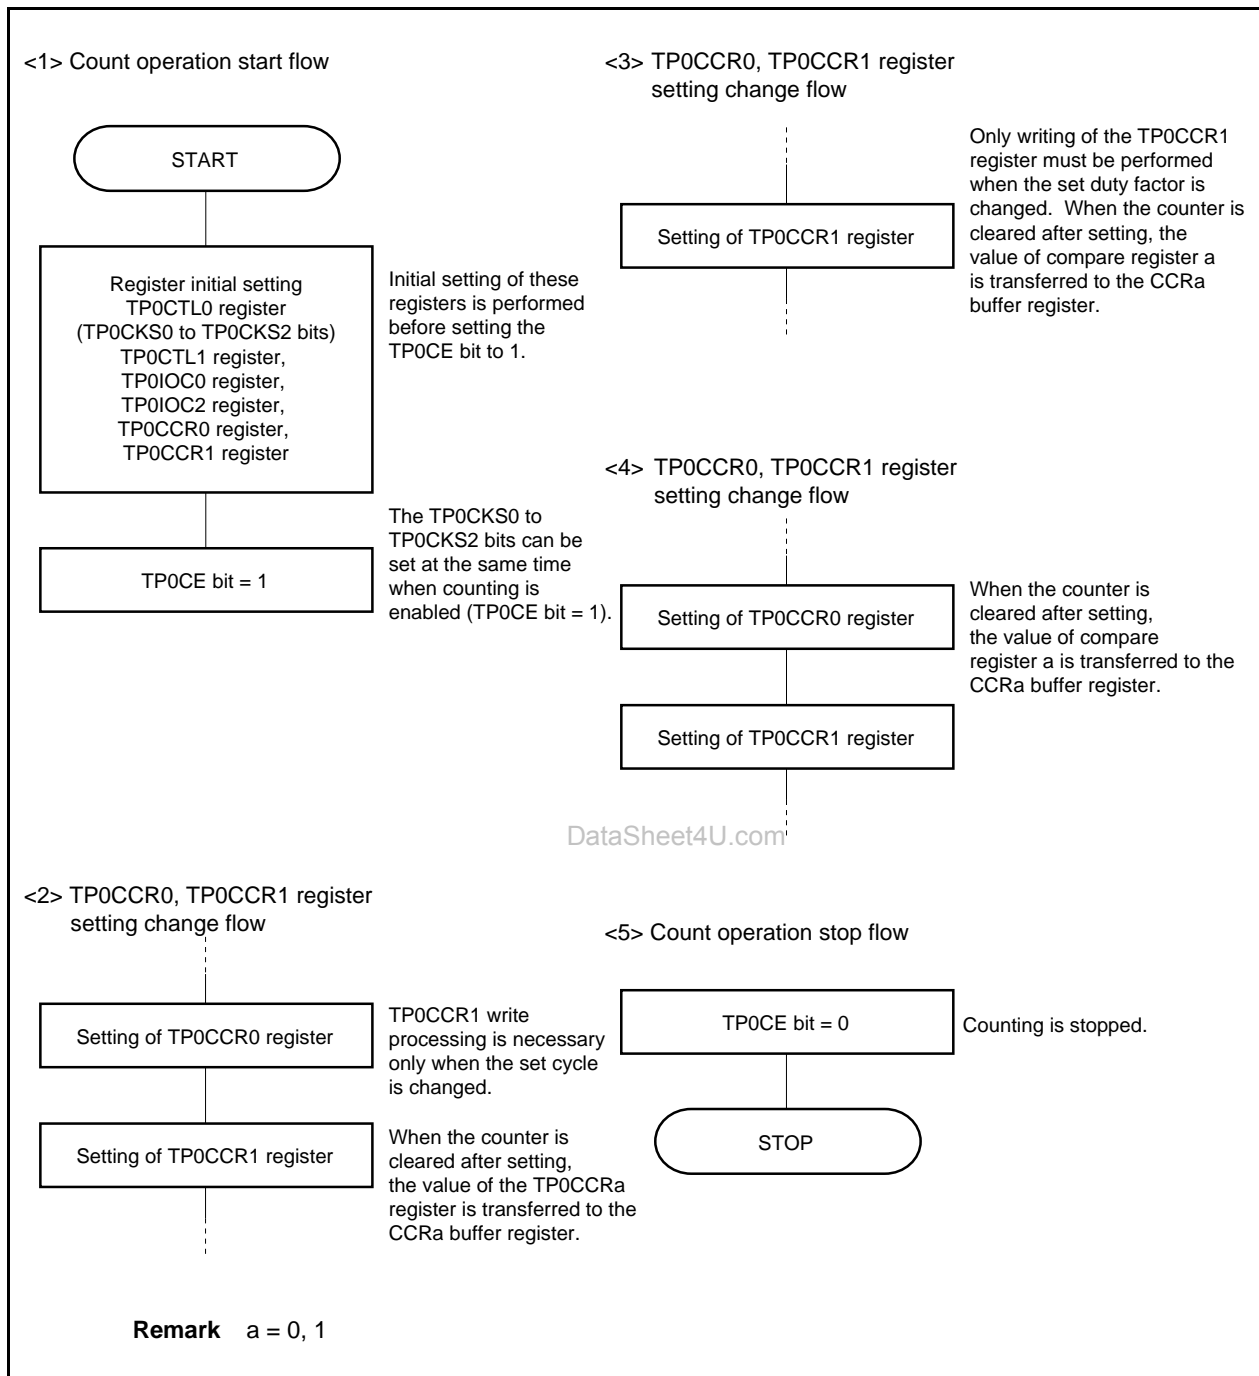 <1> Count operation start flow
START
Register initial setting
TP0CTL0 register
(TP0CKS0 to TP0CKS2 bits)
TP0CTL1 register,
TP0IOC0 register,
TP0IOC2 register,
TP0CCR0 register,
TP0CCR1 register
Initial setting of these
registers is performed
before setting the
TP0CE bit to 1.
TP0CE bit = 1
The TP0CKS0 to
TP0CKS2 bits can be
set at the same time
when counting is
enabled (TP0CE bit = 1).
<2> TP0CCR0, TP0CCR1 register
setting change flow
Setting of TP0CCR0 register
TP0CCR1 write
processing is necessary
only when the set cycle
is changed.
Setting of TP0CCR1 register
When the counter is
cleared after setting,
the value of the TP0CCRa
register is transferred to the
CCRa buffer register.
<3> TP0CCR0, TP0CCR1 register
setting change flow
Setting of TP0CCR1 register
Only writing of the TP0CCR1
register must be performed
when the set duty factor is
changed. When the counter is
cleared after setting, the
value of compare register a
is transferred to the CCRa
buffer register.
<4> TP0CCR0, TP0CCR1 register
setting change flow
Setting of TP0CCR0 register
When the counter is
cleared after setting,
the value of compare
register a is transferred to the
CCRa buffer register.
Setting of TP0CCR1 register
DataSheet4U.com
<5> Count operation stop flow
TP0CE bit = 0
Counting is stopped.
STOP
Remark a = 0, 1